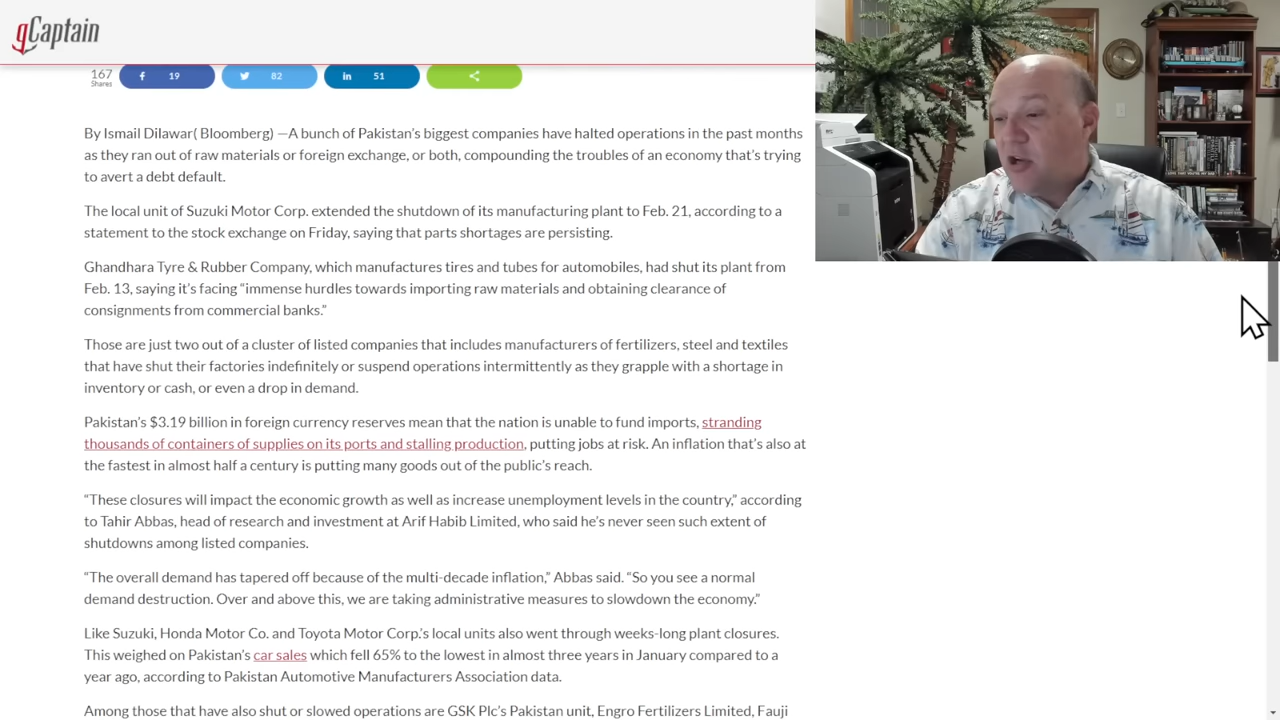 gCaptain
167
Shares
19
82
51
By Ismail Dilawar( Bloomberg) —A bunch of Pakistan's biggest companies have halted operations in the past months
as they ran out of raw materials or foreign exchange, or both, compounding the troubles of an economy that's trying
to avert a debt default.
The local unit of Suzuki Motor Corp. extended the shutdown of its manufacturing plant to Feb. 21, according to a
statement to the stock exchange on Friday, saying that parts shortages are persisting.
Ghandhara Tyre & Rubber Company, which manufactures tires and tubes for automobiles, had shut its plant from
Feb. 13, saying it's facing “immense hurdles towards importing raw materials and obtaining clearance of
consignments from commercial banks.”
Those are just two out of a cluster of listed companies that includes manufacturers of fertilizers, steel and textiles
that have shut their factories indefinitely or suspend operations intermittently as they grapple with a shortage in
inventory or cash, or even a drop in demand.
Pakistan's $3.19 billion in foreign currency reserves mean that the nation is unable to fund imports, stranding
thousands of containers of supplies on its ports and stalling production, putting jobs at risk. An inflation that's also at
the fastest in almost half a century is putting many goods out of the public's reach.
“These closures will impact the economic growth as well as increase unemployment levels in the country,” according
to Tahir Abbas, head of research and investment at Arif Habib Limited, who said he's never seen such extent of
shutdowns among listed companies.
“The overall demand has tapered off because of the multi-decade inflation,” Abbas said. “So you see a normal
demand destruction. Over and above this, we are taking administrative measures to slowdown the economy.”
Like Suzuki, Honda Motor Co. and Toyota Motor Corp.'s local units also went through weeks-long plant closures.
This weighed on Pakistan's car sales which fell 65% to the lowest in almost three years in January compared to a
year ago, according to Pakistan Automotive Manufacturers Association data.
Among those that have also shut or slowed operations are GSK Plc's Pakistan unit, Engro Fertilizers Limited, Fauji